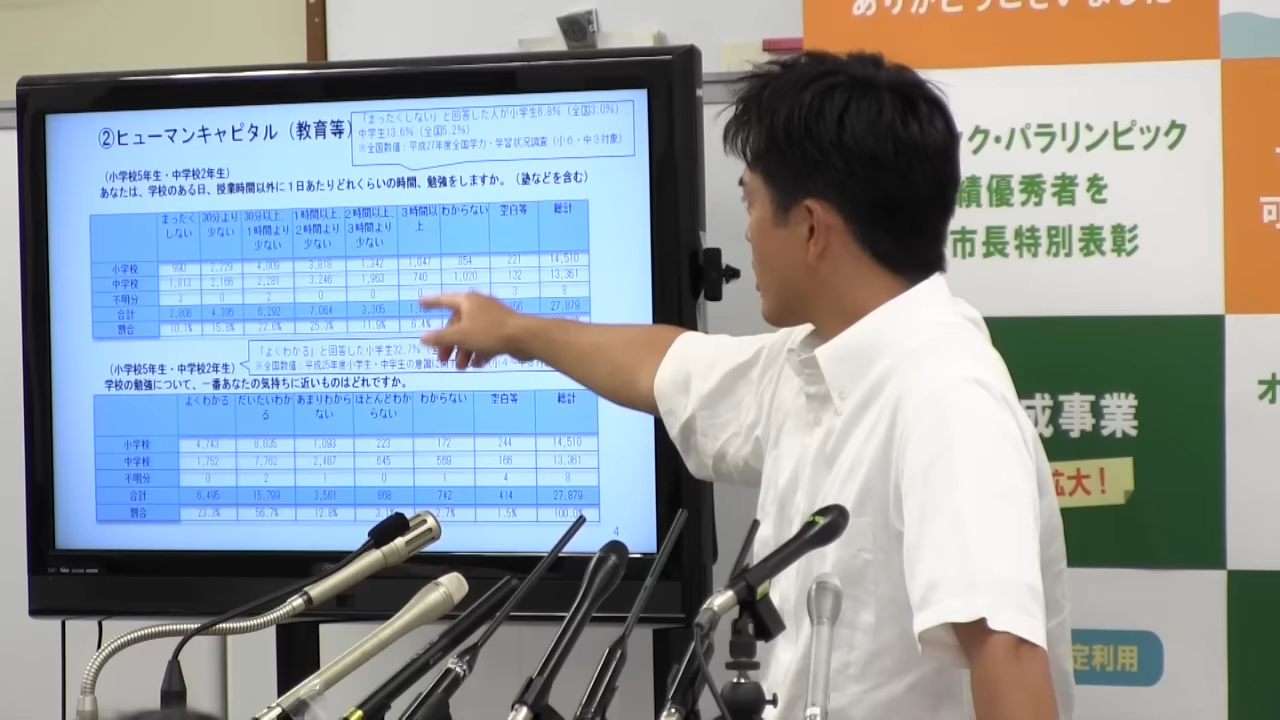 ありがとうございました
②ヒューマンキャピタル（教育等）
「まったくしない」と回答した人が小学生6.8%（全国3.0%）
中学生13.6%（全国5.2%）
※全国数値：平成27年度全国学力・学習状況調査（小6・中3対象）
（小学校5年生・中学校2年生）
あなたは、学校のある日、授業時間以外に1日あたりどれくらいの時間、勉強をしますか。（塾などを含む）
まったくしない 30分より少ない 30分以上、1時間より少ない 1時間以上、2時間より少ない 2時間以上、3時間より少ない 3時間以上 わからない 空白等 総計
小学校 990 2,229 4,009 3,818 1,342 1,047 854 221 14,510
中学校 1,813 2,166 2,281 3,246 1,963 740 1,020 132 13,361
不明分 3 0 2 0 0 0 0 3 8
合計 2,806 4,395 6,292 7,064 3,305 27,879
割合 10.1% 15.8% 22.6% 25.3% 11.9% 6.4%
「よくわかる」と回答した小学生32.7%
※全国数値：平成25年度小学生・中学生の意識に関す
（小学校5年生・中学校2年生）
学校の勉強について、一番あなたの気持ちに近いものはどれですか。
よくわかる だいたいわかる あまりわからない ほとんどわからない わからない 空白等 総計
小学校 4,743 8,035 1,093 223 172 244 14,510
中学校 1,752 7,762 2,467 645 569 166 13,361
不明分 0 2 1 0 1 4 8
合計 6,495 15,799 3,561 868 742 414 27,879
割合 23.3% 56.7% 12.8% 3.1% 2.7% 1.5% 100.0%
4
ック・パラリンピック
績優秀者を
市長特別表彰
可
成事業
拡大！
オ
定利用